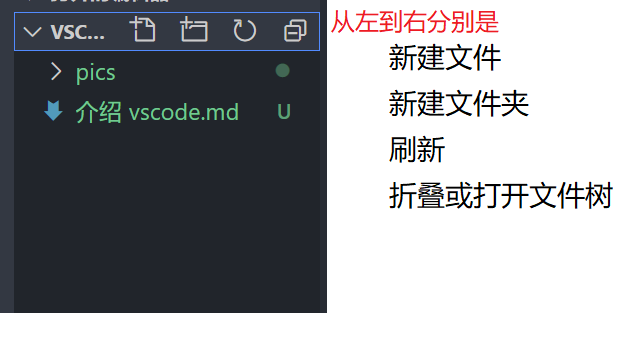 VSC...
从左到右分别是
新建文件
pics
新建文件夹
介绍 vscode.md U
刷新
折叠或打开文件树